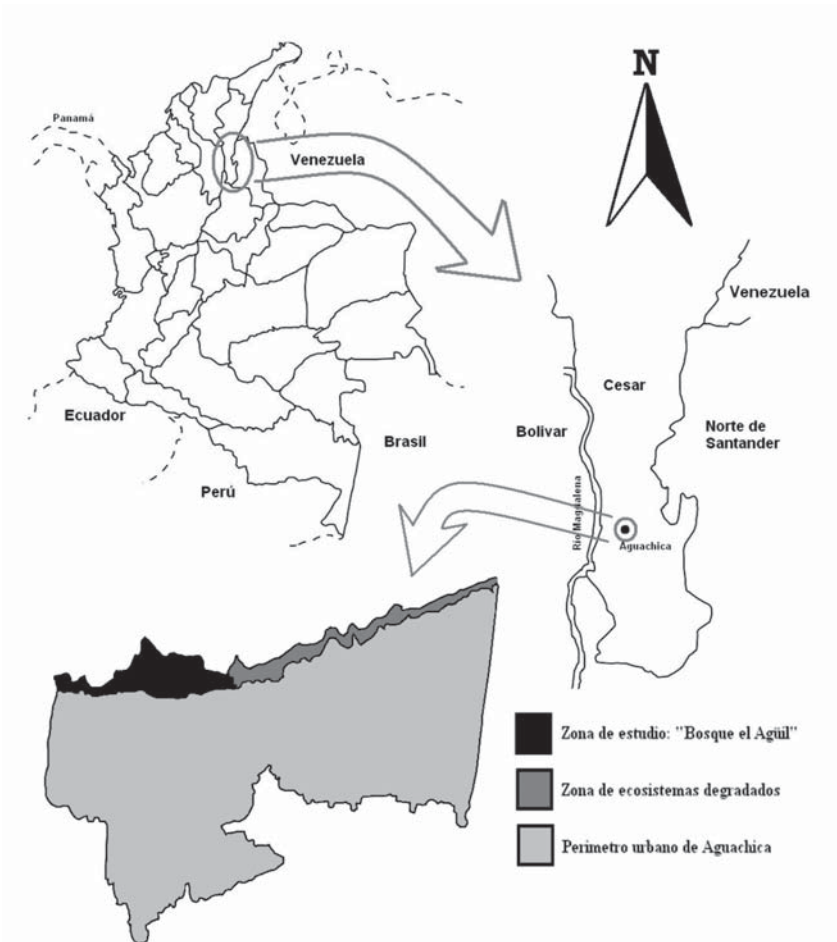 Panamá
Venezuela
N
Venezuela
Cesar
Ecuador
Bolivar
Norte de
Santander
Brasil
Perú
Río Magdalena
Aguachica
Zona de estudio: "Bosque el Agüil"
Zona de ecosistemas degradados
Perimetro urbano de Aguachica